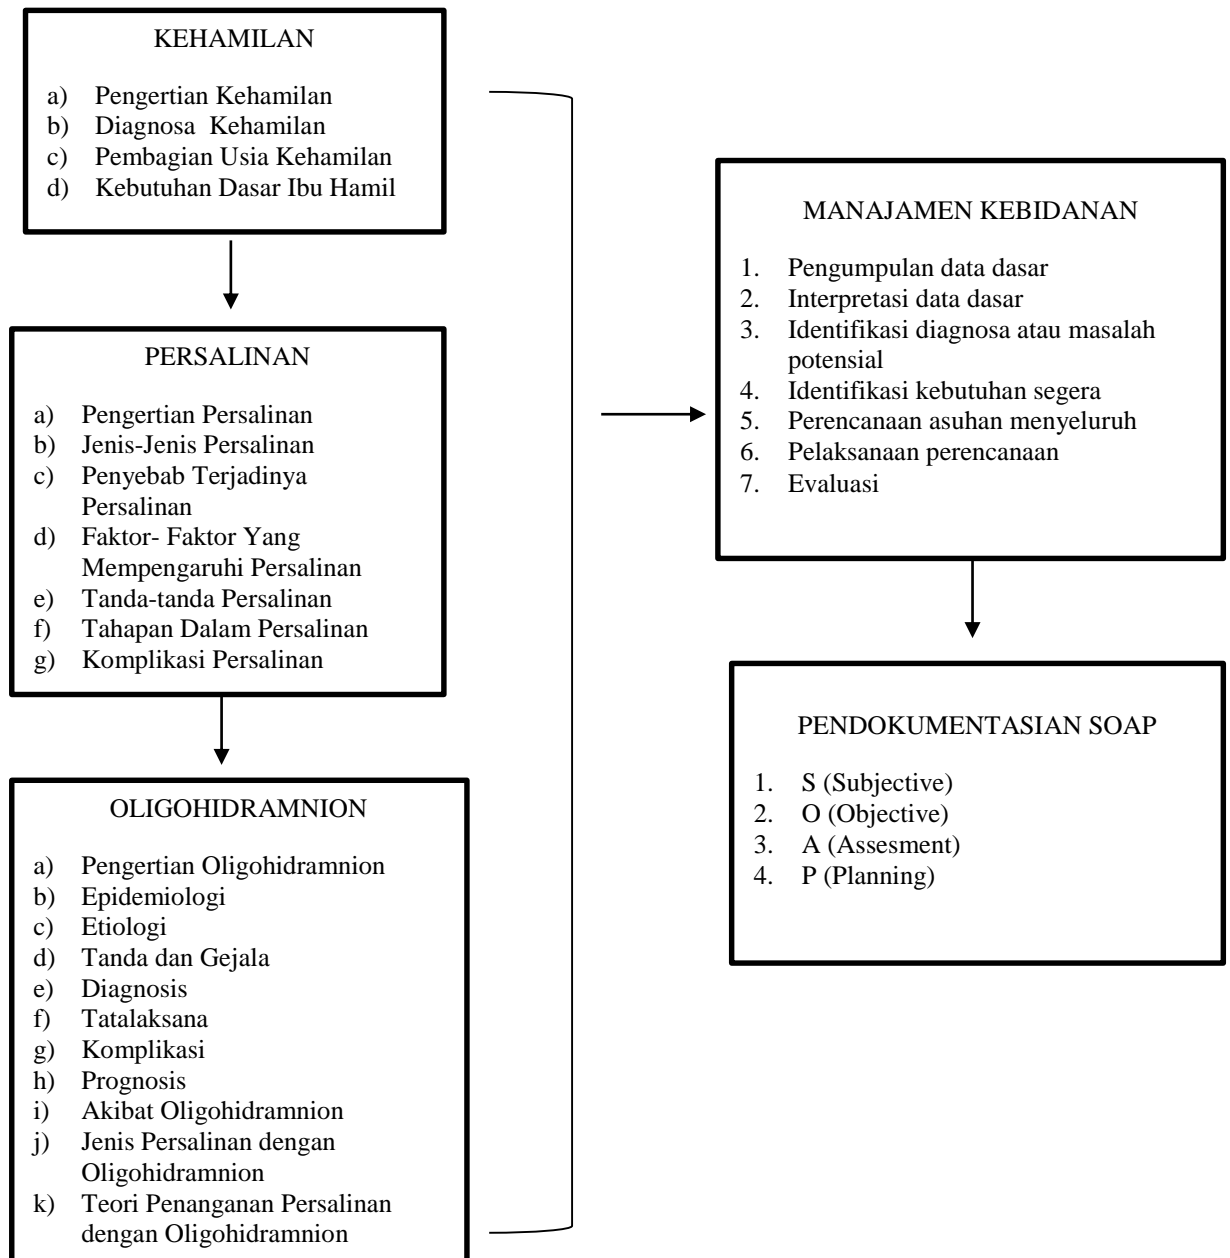 KEHAMILAN
a) Pengertian Kehamilan
b) Diagnosa Kehamilan
c) Pembagian Usia Kehamilan
d) Kebutuhan Dasar Ibu Hamil
PERSALINAN
a) Pengertian Persalinan
b) Jenis-Jenis Persalinan
c) Penyebab Terjadinya
Persalinan
d) Faktor- Faktor Yang
Mempengaruhi Persalinan
e) Tanda-tanda Persalinan
f) Tahapan Dalam Persalinan
g) Komplikasi Persalinan
OLIGOHIDRAMNION
a) Pengertian Oligohidramnion
b) Epidemiologi
c) Etiologi
d) Tanda dan Gejala
e) Diagnosis
f) Tatalaksana
g) Komplikasi
h) Prognosis
i) Akibat Oligohidramnion
j) Jenis Persalinan dengan
Oligohidramnion
k) Teori Penanganan Persalinan
dengan Oligohidramnion
MANAJAMEN KEBIDANAN
1. Pengumpulan data dasar
2. Interpretasi data dasar
3. Identifikasi diagnosa atau masalah
potensial
4. Identifikasi kebutuhan segera
5. Perencanaan asuhan menyeluruh
6. Pelaksanaan perencanaan
7. Evaluasi
PENDOKUMENTASIAN SOAP
1. S (Subjective)
2. O (Objective)
3. A (Assesment)
4. P (Planning)